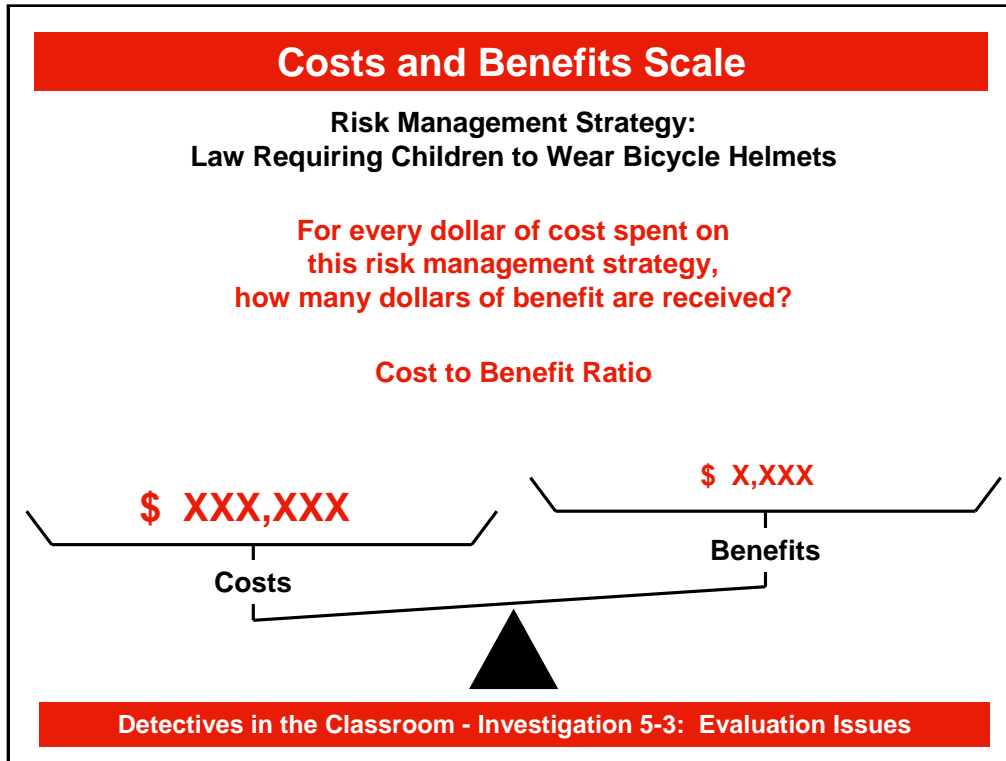 Costs and Benefits Scale
Risk Management Strategy:
Law Requiring Children to Wear Bicycle Helmets
For every dollar of cost spent on
this risk management strategy,
how many dollars of benefit are received?
Cost to Benefit Ratio
$ XXX,XXX
$ X,XXX
Costs
Benefits
Detectives in the Classroom - Investigation 5-3: Evaluation Issues